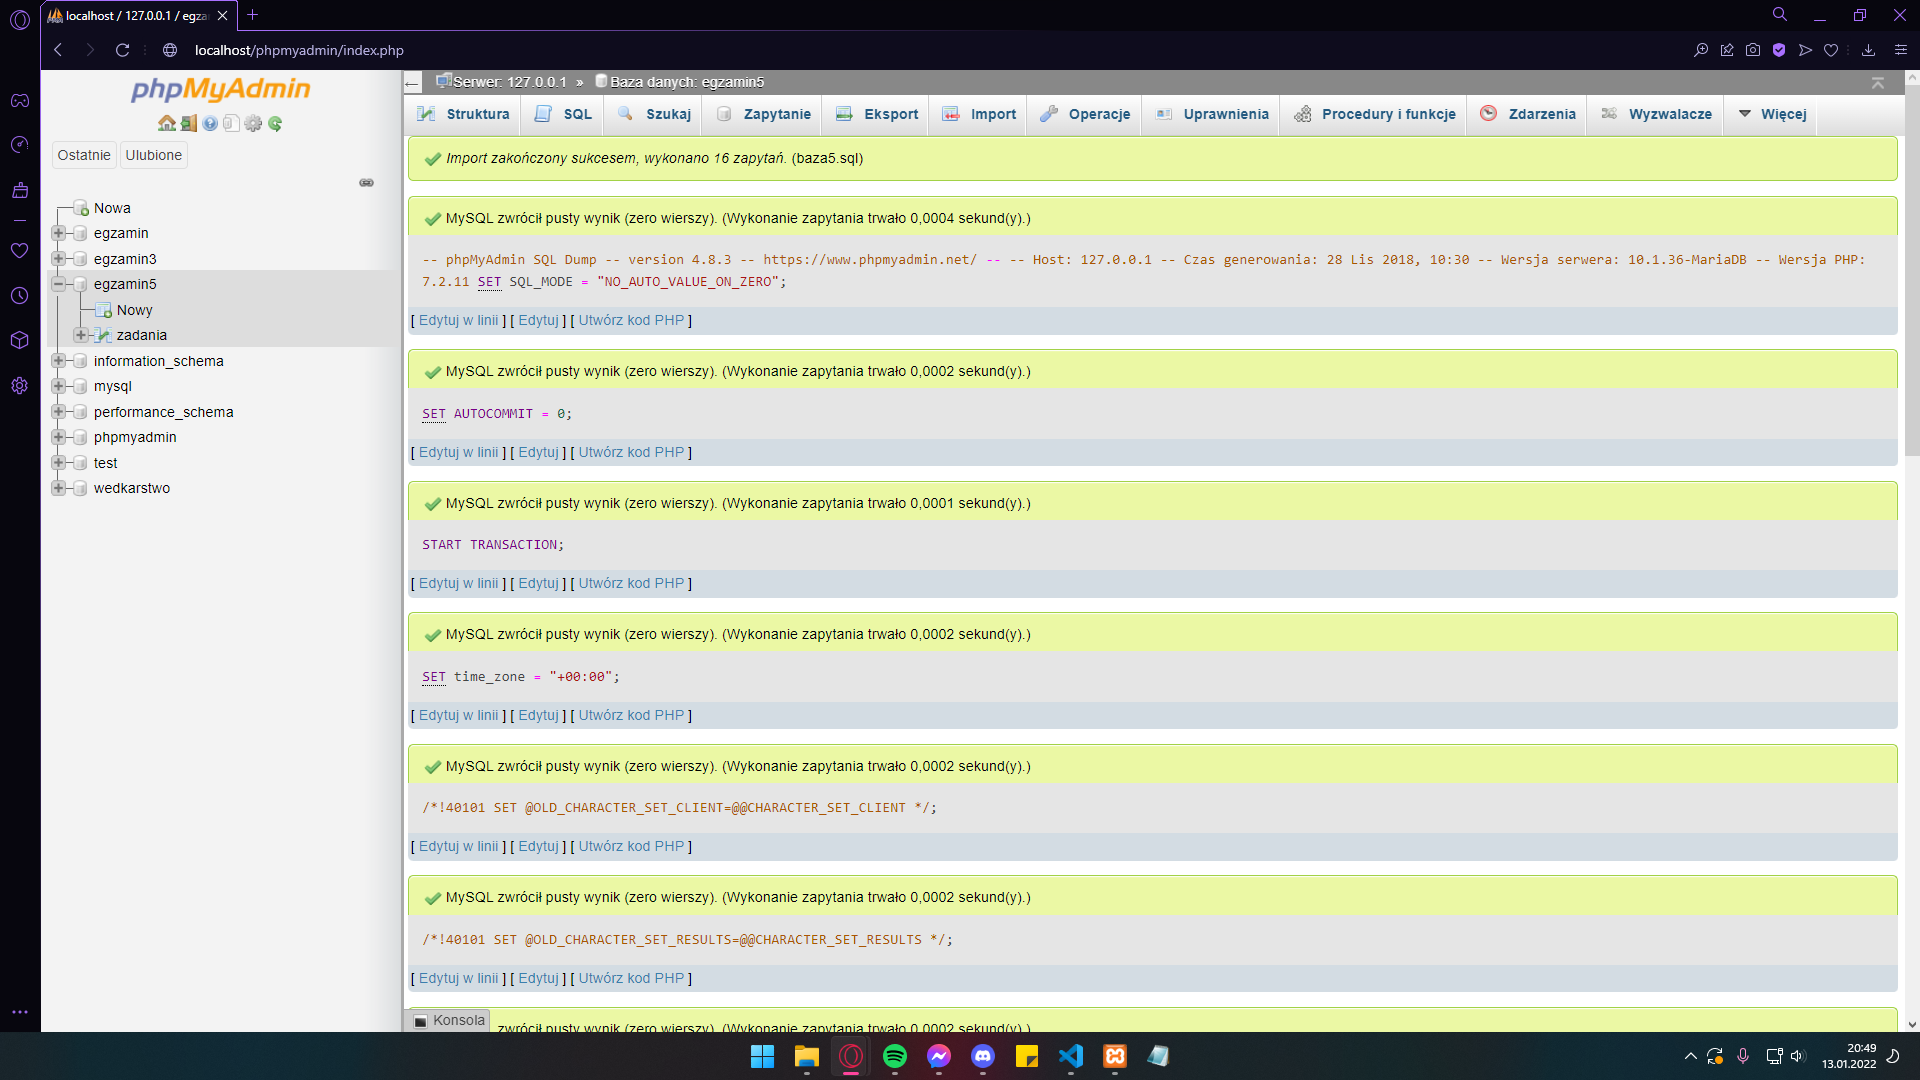 localhost / 127.0.0.1 / egza
localhost/phpmyadmin/index.php
phpMyAdmin
Ostatnie
Ulubione
Nowa
egzamin
egzamin3
egzamin5
Nowy
zadania
information_schema
mysql
performance_schema
phpmyadmin
test
wedkarstwo
Serwer: 127.0.0.1 » Baza danych: egzamin5
Struktura SQL Szukaj Zapytanie Eksport Import Operacje Uprawnienia Procedury i funkcje Zdarzenia Wyzwalacze Więcej
Import zakończony sukcesem, wykonano 16 zapytań. (baza5.sql)
MySQL zwrócił pusty wynik (zero wierszy). (Wykonanie zapytania trwało 0,0004 sekund(y).)
-- phpMyAdmin SQL Dump -- version 4.8.3 -- https://www.phpmyadmin.net/ -- -- Host: 127.0.0.1 -- Czas generowania: 28 Lis 2018, 10:30 -- Wersja serwera: 10.1.36-MariaDB -- Wersja PHP:
7.2.11 SET SQL_MODE = "NO_AUTO_VALUE_ON_ZERO";
[ Edytuj w linii ] [ Edytuj ] [ Utwórz kod PHP ]
MySQL zwrócił pusty wynik (zero wierszy). (Wykonanie zapytania trwało 0,0002 sekund(y).)
SET AUTOCOMMIT = 0;
[ Edytuj w linii ] [ Edytuj ] [ Utwórz kod PHP ]
MySQL zwrócił pusty wynik (zero wierszy). (Wykonanie zapytania trwało 0,0001 sekund(y).)
START TRANSACTION;
[ Edytuj w linii ] [ Edytuj ] [ Utwórz kod PHP ]
MySQL zwrócił pusty wynik (zero wierszy). (Wykonanie zapytania trwało 0,0002 sekund(y).)
SET time_zone = "+00:00";
[ Edytuj w linii ] [ Edytuj ] [ Utwórz kod PHP ]
MySQL zwrócił pusty wynik (zero wierszy). (Wykonanie zapytania trwało 0,0002 sekund(y).)
/*!40101 SET @OLD_CHARACTER_SET_CLIENT=@@CHARACTER_SET_CLIENT */;
[ Edytuj w linii ] [ Edytuj ] [ Utwórz kod PHP ]
MySQL zwrócił pusty wynik (zero wierszy). (Wykonanie zapytania trwało 0,0002 sekund(y).)
/*!40101 SET @OLD_CHARACTER_SET_RESULTS=@@CHARACTER_SET_RESULTS */;
[ Edytuj w linii ] [ Edytuj ] [ Utwórz kod PHP ]
zwrócił pusty wynik (zero wierszy). (Wykonanie zapytania trwało 0,0002 sekund(y).)
Konsola
20:49
13.01.2022